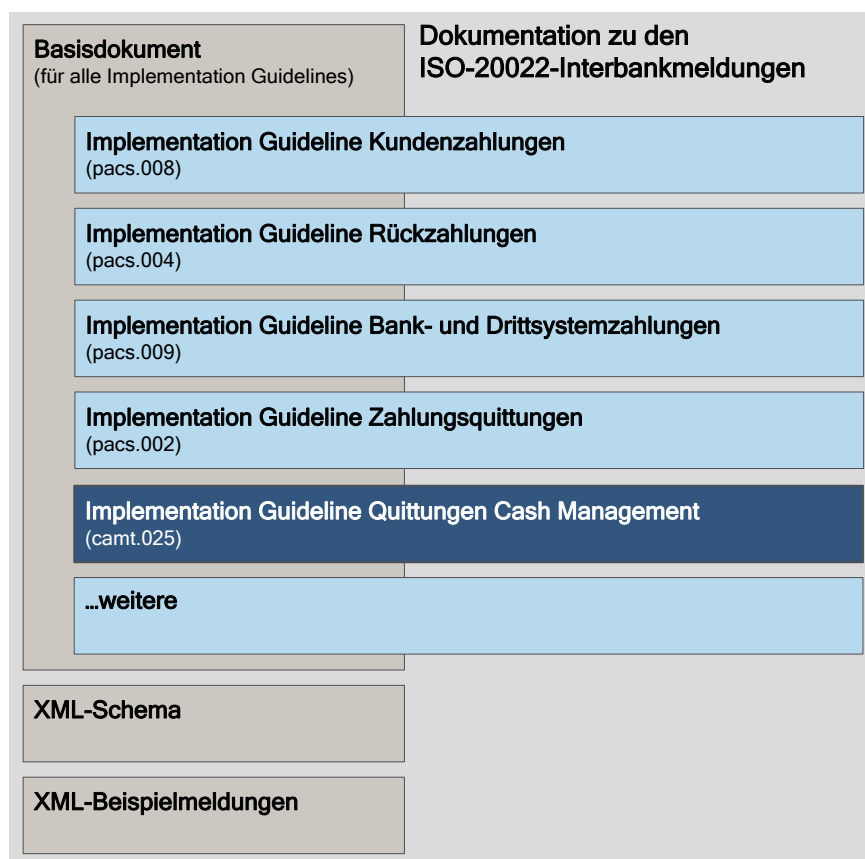 Basisdokument
(für alle Implementation Guidelines)
Dokumentation zu den
ISO-20022-Interbankmeldungen
Implementation Guideline Kundenzahlungen
(pacs.008)
Implementation Guideline Rückzahlungen
(pacs.004)
Implementation Guideline Bank- und Drittsystemzahlungen
(pacs.009)
Implementation Guideline Zahlungsquittungen
(pacs.002)
Implementation Guideline Quittungen Cash Management
(camt.025)
...weitere
XML-Schema
XML-Beispielmeldungen